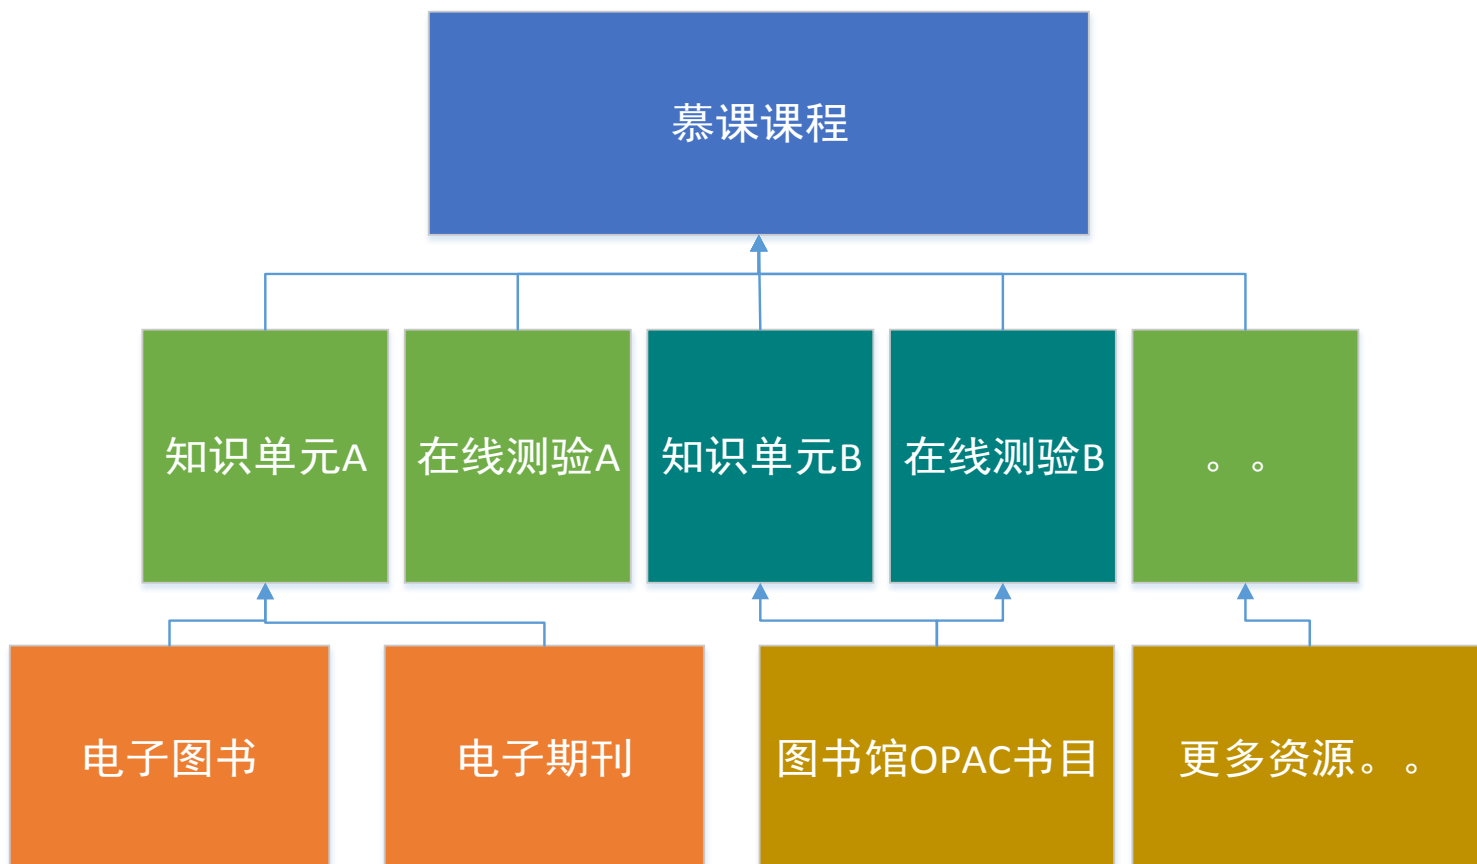 慕课课程
知识单元A
在线测验A
知识单元B
在线测验B
。。
电子图书
电子期刊
图书馆OPAC书目
更多资源。。